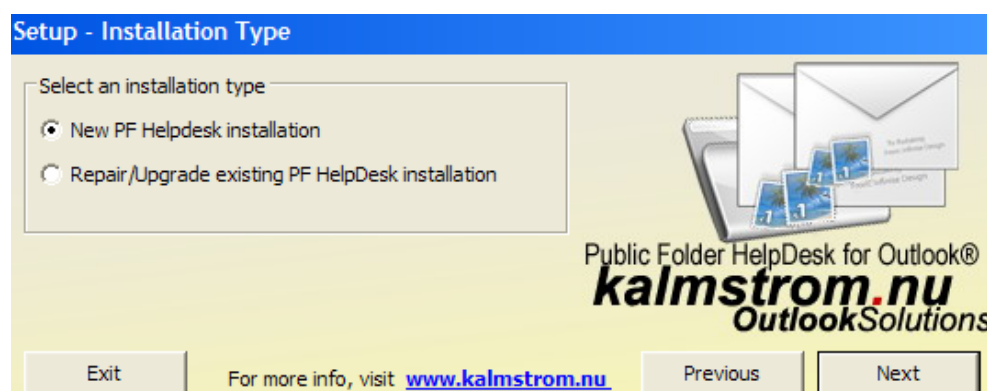 Setup - Installation Type
Select an installation type
New PF Helpdesk installation
Repair/Upgrade existing PF HelpDesk installation
Public Folder HelpDesk for Outlook®
kalmstrom.nu
OutlookSolutions
Exit
For more info, visit www.kalmstrom.nu
Previous
Next